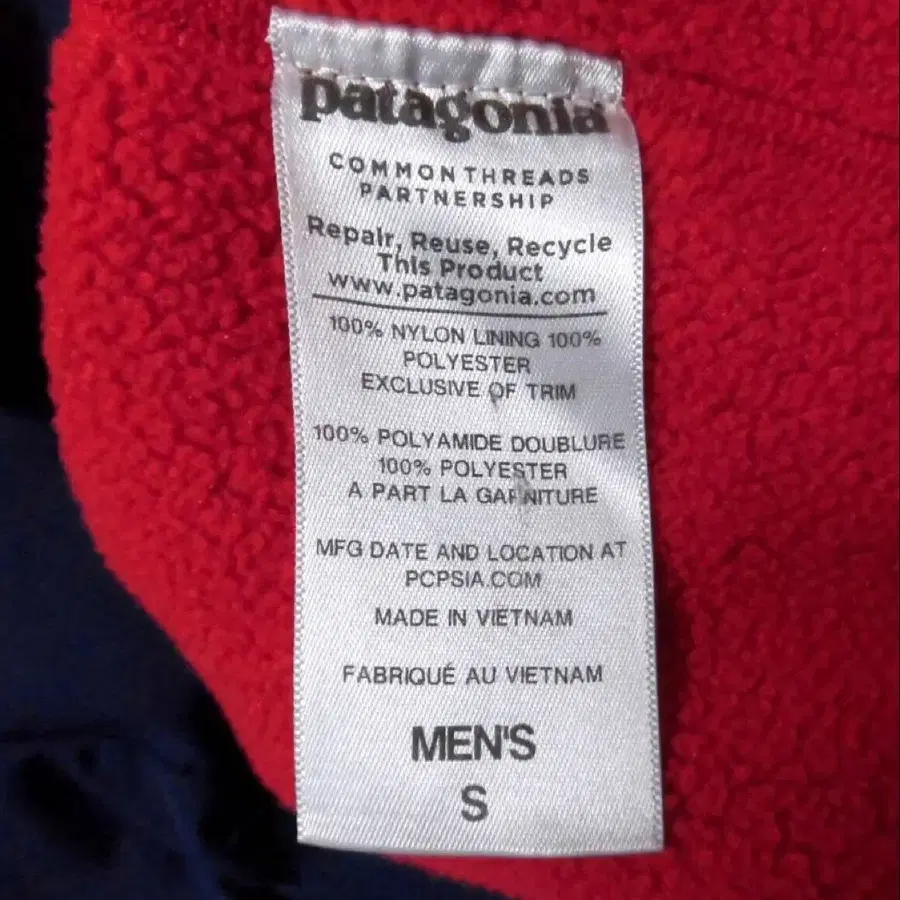 patagonia
COMMON THREADS
PARTNERSHIP
Repair, Reuse, Recycle
This Product
www.patagonia.com
100% NYLON LINING 100%
POLYESTER
EXCLUSIVE OF TRIM
100% POLYAMIDE DOUBLURE
100% POLYESTER
A PART LA GARNITURE
MFG DATE AND LOCATION AT
PCPSIA.COM
MADE IN VIETNAM
FABRIQUÉ AU VIETNAM
MEN'S
S